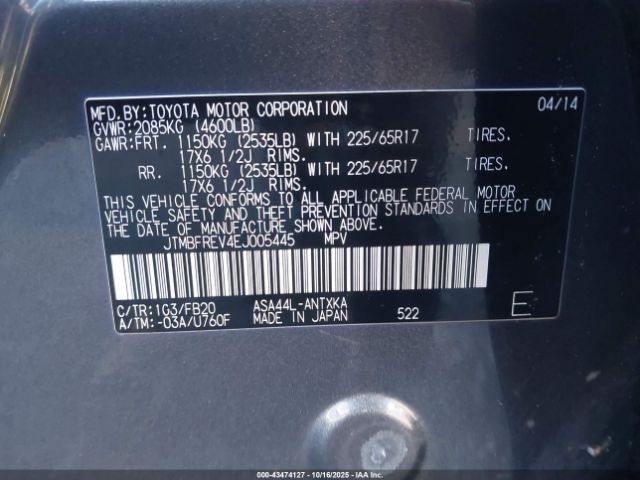 MFD.BY:TOYOTA MOTOR CORPORATION 04/14
GVWR:2085KG (4600LB)
GAWR:FRT. 1150KG (2535LB) WITH 225/65R17 TIRES.
17X6 1/2J RIMS.
RR. 1150KG (2535LB) WITH 225/65R17 TIRES.
17X6 1/2J RIMS.
THIS VEHICLE CONFORMS TO ALL APPLICABLE FEDERAL MOTOR
VEHICLE SAFETY AND THEFT PREVENTION STANDARDS IN EFFECT ON
THE DATE OF MANUFACTURE SHOWN ABOVE.
JTMBFREV4EJ005445 MPV
C/TR:1G3/FB20 ASA44L-ANTXKA
A/TM:-03A/U760F MADE IN JAPAN 522 E
000-43474127 - 10/16/2025 - IAA Inc.